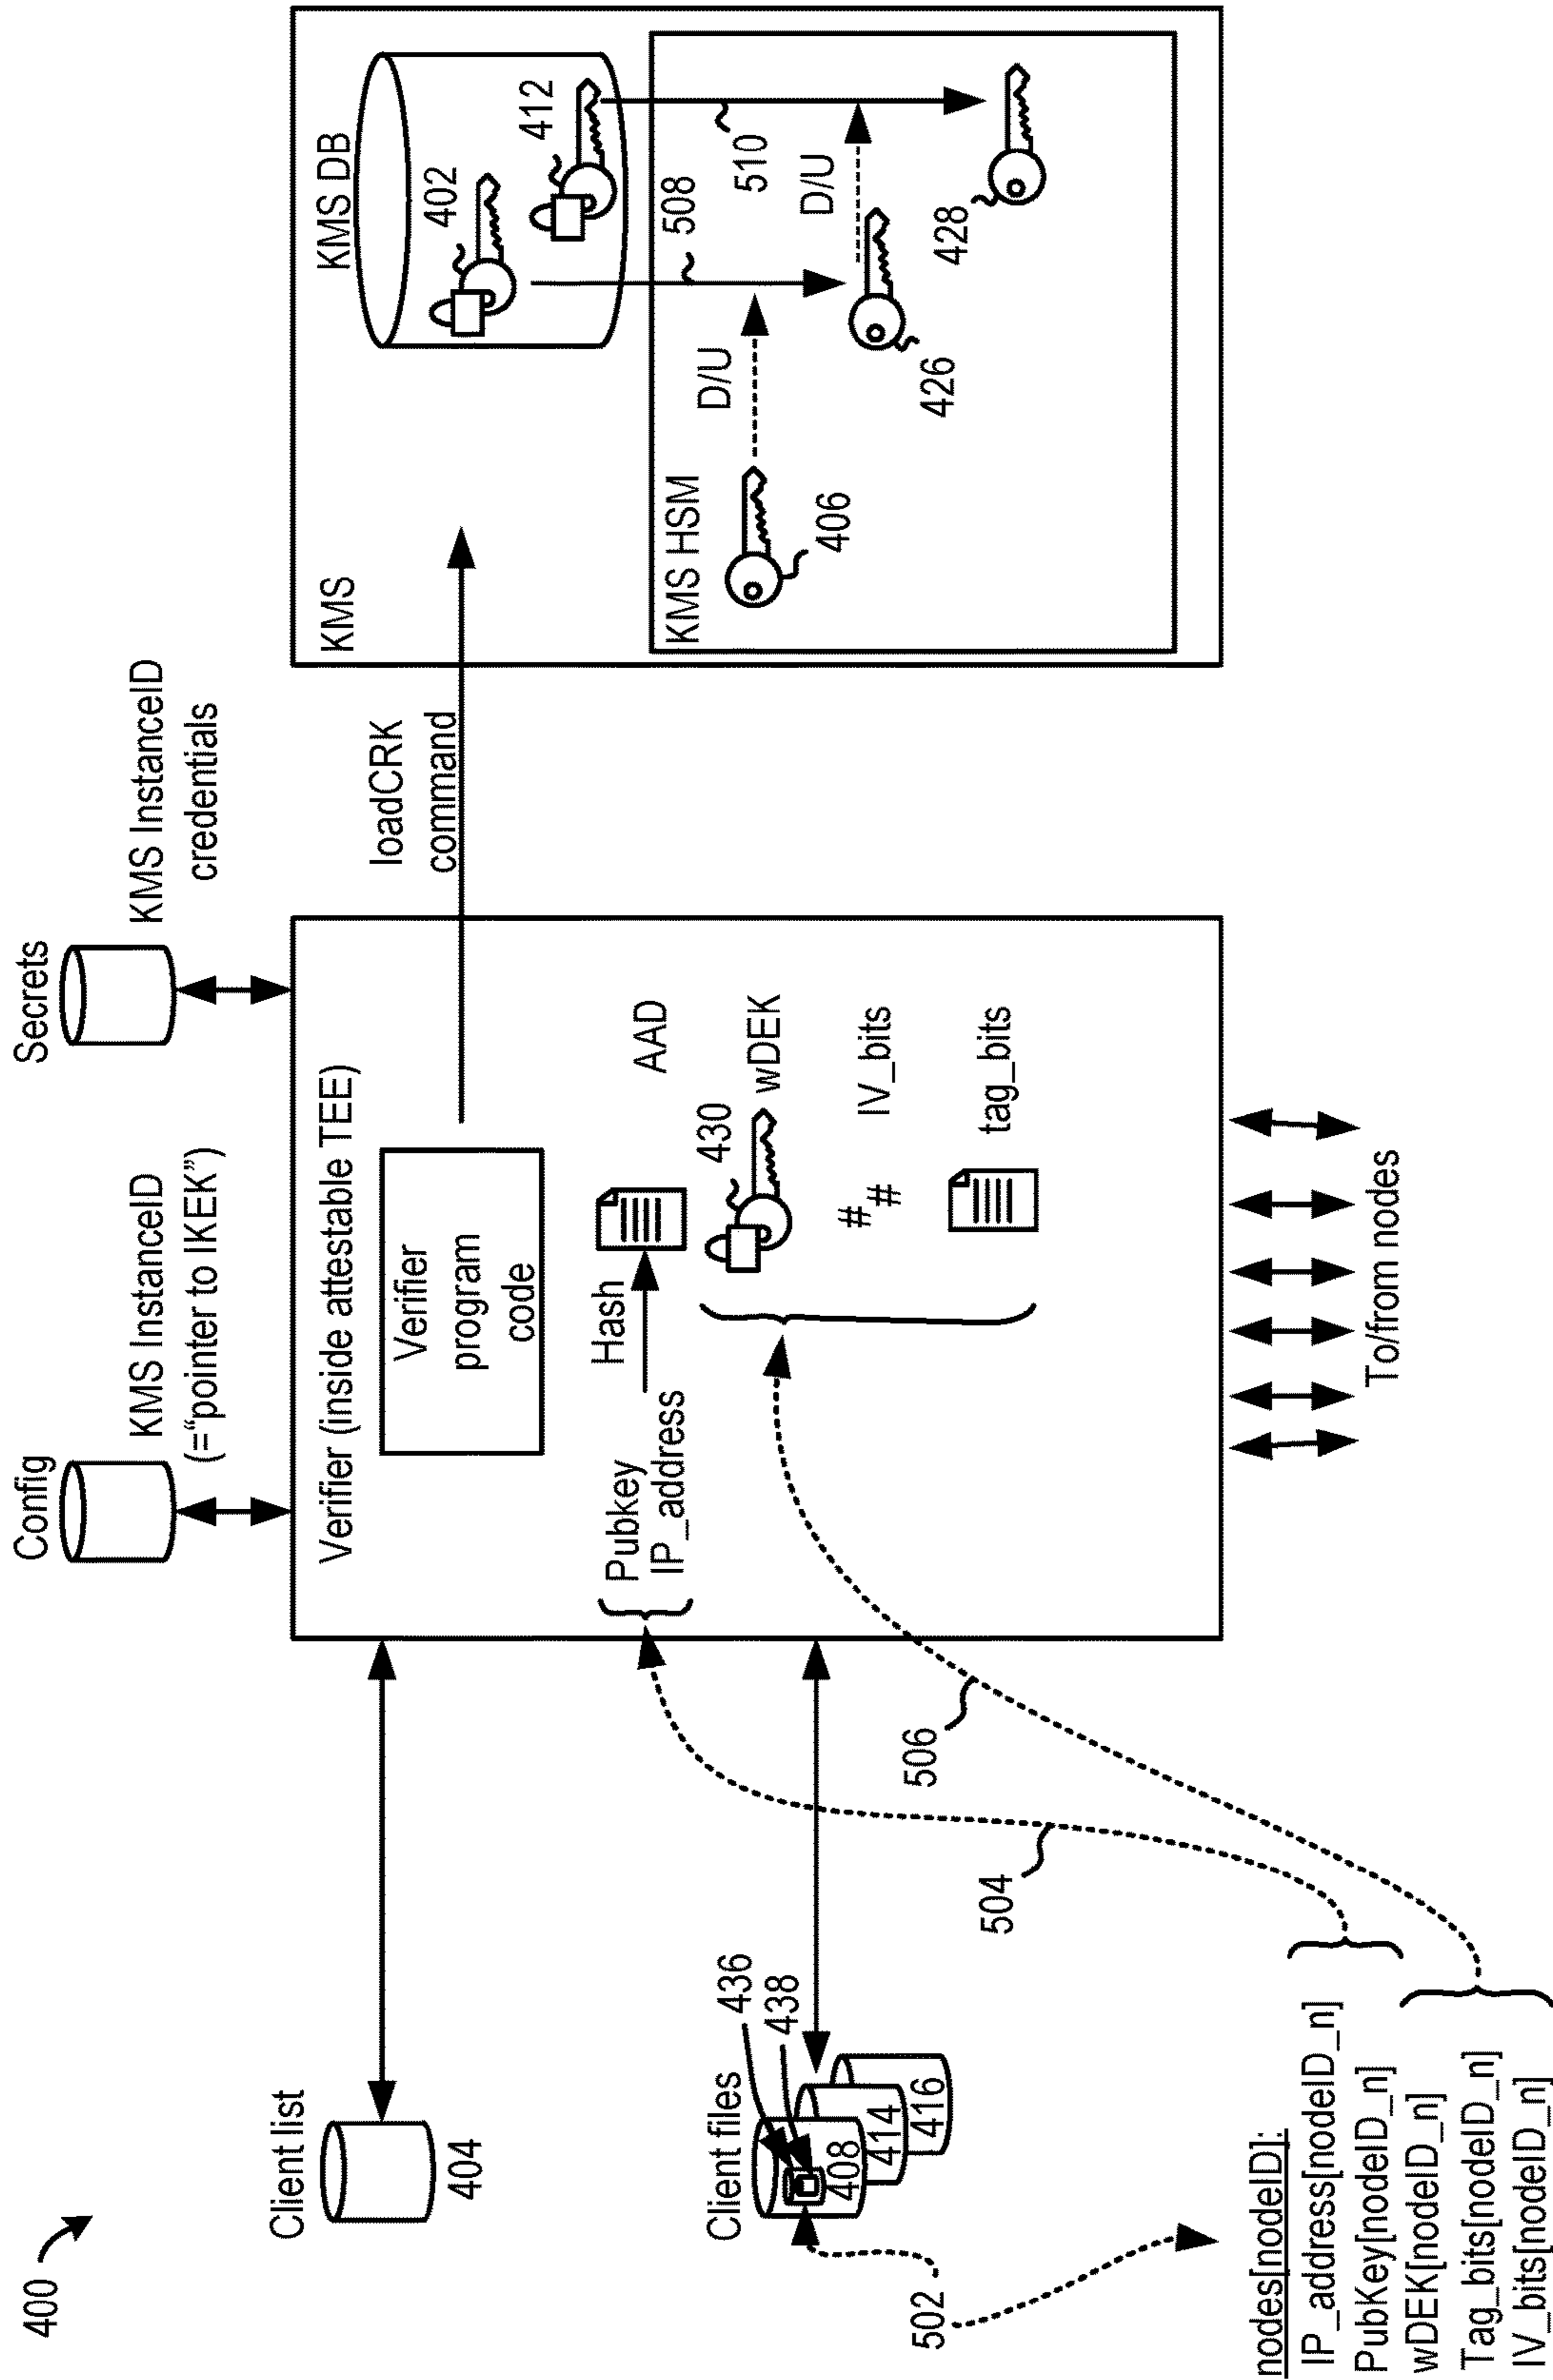 400
Config
KMS InstanceID
(=“pointer to IKEK”)
Secrets
KMS InstanceID
credentials
Client list
404
Verifier (inside attestable TEE)
Verifier
program
code
loadCRK
command
KMS
KMS DB
402
412
Pubkey
IP_address
Hash
AAD
430
wDEK
IV_bits
# #
tag_bits
KMS HSM
406
D/U
508
510
D/U
426
428
Client files
436
438
408
414
416
502
504
506
To/from nodes
nodes[nodeID]:
IP_address[nodeID_n]
PubKey[nodeID_n]
wDEK[nodeID_n]
Tag_bits[nodeID_n]
IV_bits[nodeID_n]